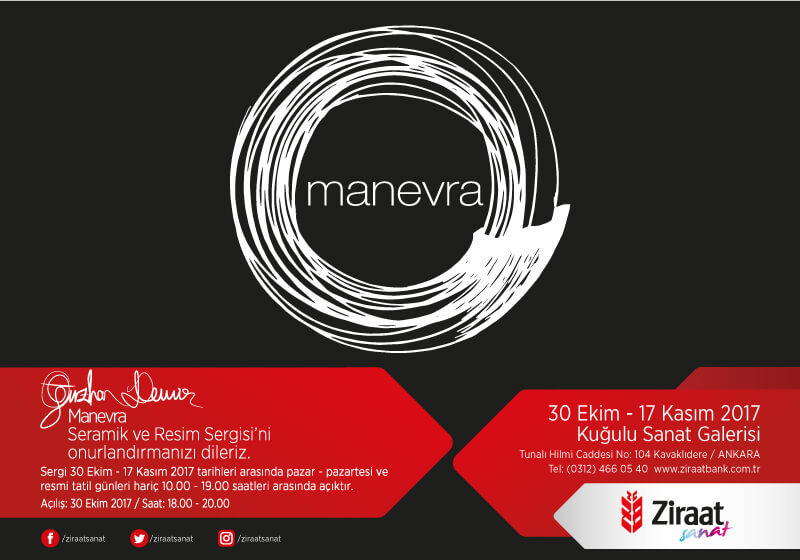 manevra
Manevra
Seramik ve Resim Sergisi'ni
onurlandırmanızı dileriz.
Sergi 30 Ekim - 17 Kasım 2017 tarihleri arasında pazar - pazartesi ve
resmi tatil günleri hariç 10.00 - 19.00 saatleri arasında açıktır.
Açılış: 30 Ekim 2017 / Saat: 18.00 - 20.00
/ziraatsanat
/ziraatsanat
/ziraatsanat
30 Ekim - 17 Kasım 2017
Kuğulu Sanat Galerisi
Tunalı Hilmi Caddesi No: 104 Kavaklıdere / ANKARA
Tel: (0312) 466 05 40 www.ziraatbank.com.tr
Ziraat
sanat